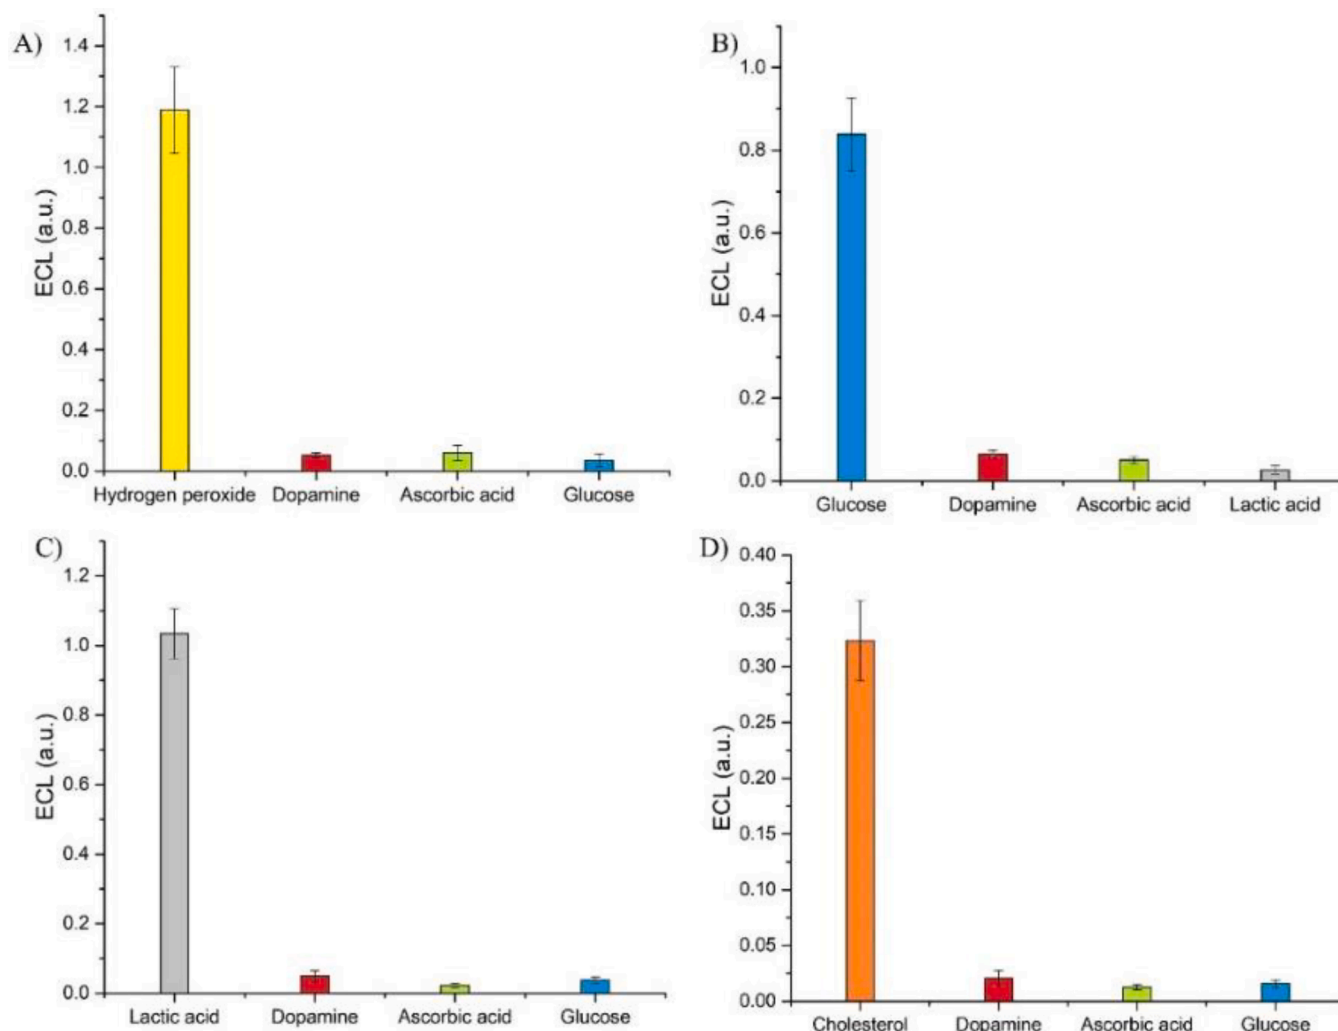 A)
ECL (a.u.)
1.4
1.2
1.0
0.8
0.6
0.4
0.2
0.0
Hydrogen peroxide Dopamine Ascorbic acid Glucose
B)
ECL (a.u.)
1.0
0.8
0.6
0.4
0.2
0.0
Glucose Dopamine Ascorbic acid Lactic acid
C)
ECL (a.u.)
1.2
1.0
0.8
0.6
0.4
0.2
0.0
Lactic acid Dopamine Ascorbic acid Glucose
D)
ECL (a.u.)
0.40
0.35
0.30
0.25
0.20
0.15
0.10
0.05
0.00
Cholesterol Dopamine Ascorbic acid Glucose